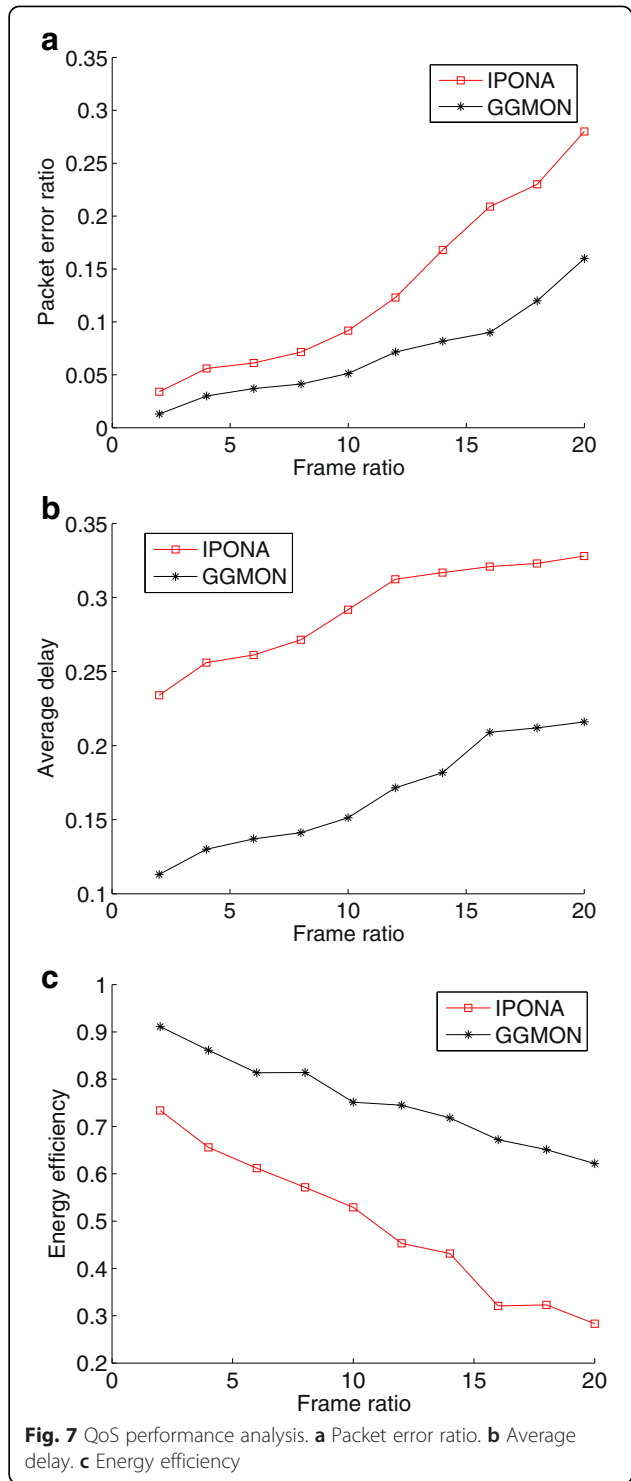 a
0.35
0.3
0.25
0.2
0.15
0.1
0.05
0
Packet error ratio
IPONA
GGMON
0 5 10 15 20
Frame ratio
b
0.35
0.3
0.25
0.2
0.15
0.1
Average delay
IPONA
GGMON
0 5 10 15 20
Frame ratio
c
1
0.9
0.8
0.7
0.6
0.5
0.4
0.3
0.2
Energy efficiency
IPONA
GGMON
0 5 10 15 20
Frame ratio
Fig. 7 QoS performance analysis. a Packet error ratio. b Average
delay. c Energy efficiency